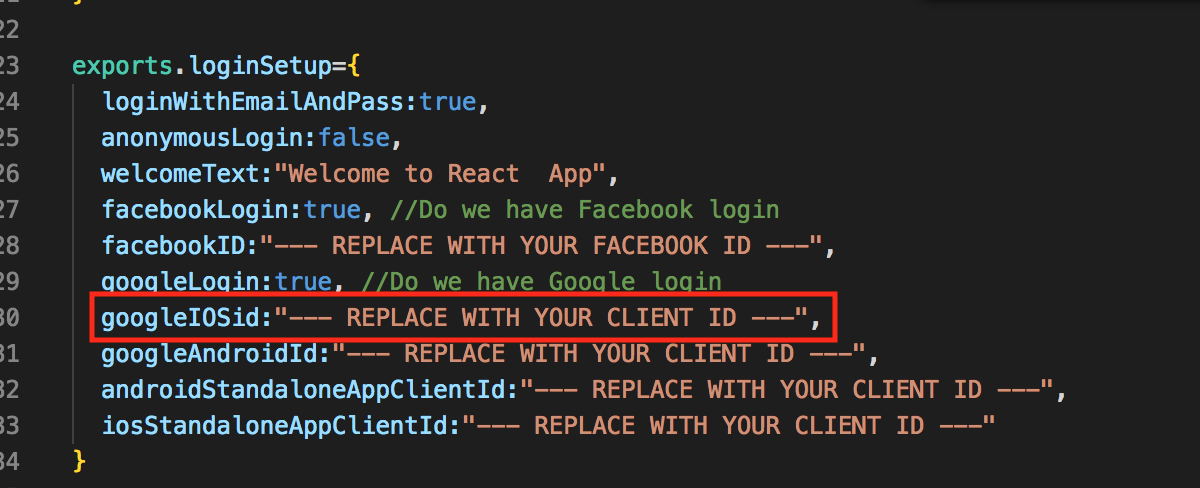 22
23 exports.loginSetup={
24 loginWithEmailAndPass:true,
25 anonymousLogin:false,
26 welcomeText:"Welcome to React  App",
27 facebookLogin:true, //Do we have Facebook login
28 facebookID:"--- REPLACE WITH YOUR FACEBOOK ID ---",
29 googleLogin:true, //Do we have Google login
30 googleIOSid:"--- REPLACE WITH YOUR CLIENT ID ---",
31 googleAndroidId:"--- REPLACE WITH YOUR CLIENT ID ---",
32 androidStandaloneAppClientId:"--- REPLACE WITH YOUR CLIENT ID ---",
33 iosStandaloneAppClientId:"--- REPLACE WITH YOUR CLIENT ID ---"
34 }